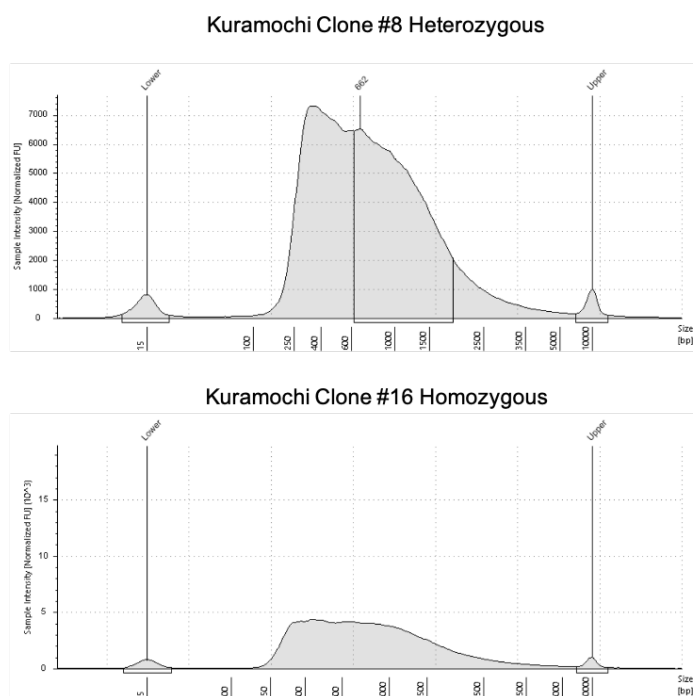 Kuramochi Clone #8 Heterozygous
Lower
662
Upper
Sample Intensity [Normalized FU]
7000
6000
5000
4000
3000
2000
1000
0
15
100
250
400
600
1000
1500
2500
3500
5000
10000
Size
[bp]
Kuramochi Clone #16 Homozygous
Lower
Upper
Sample Intensity [Normalized FU] (10^3)
15
10
5
0
Size
[bp]